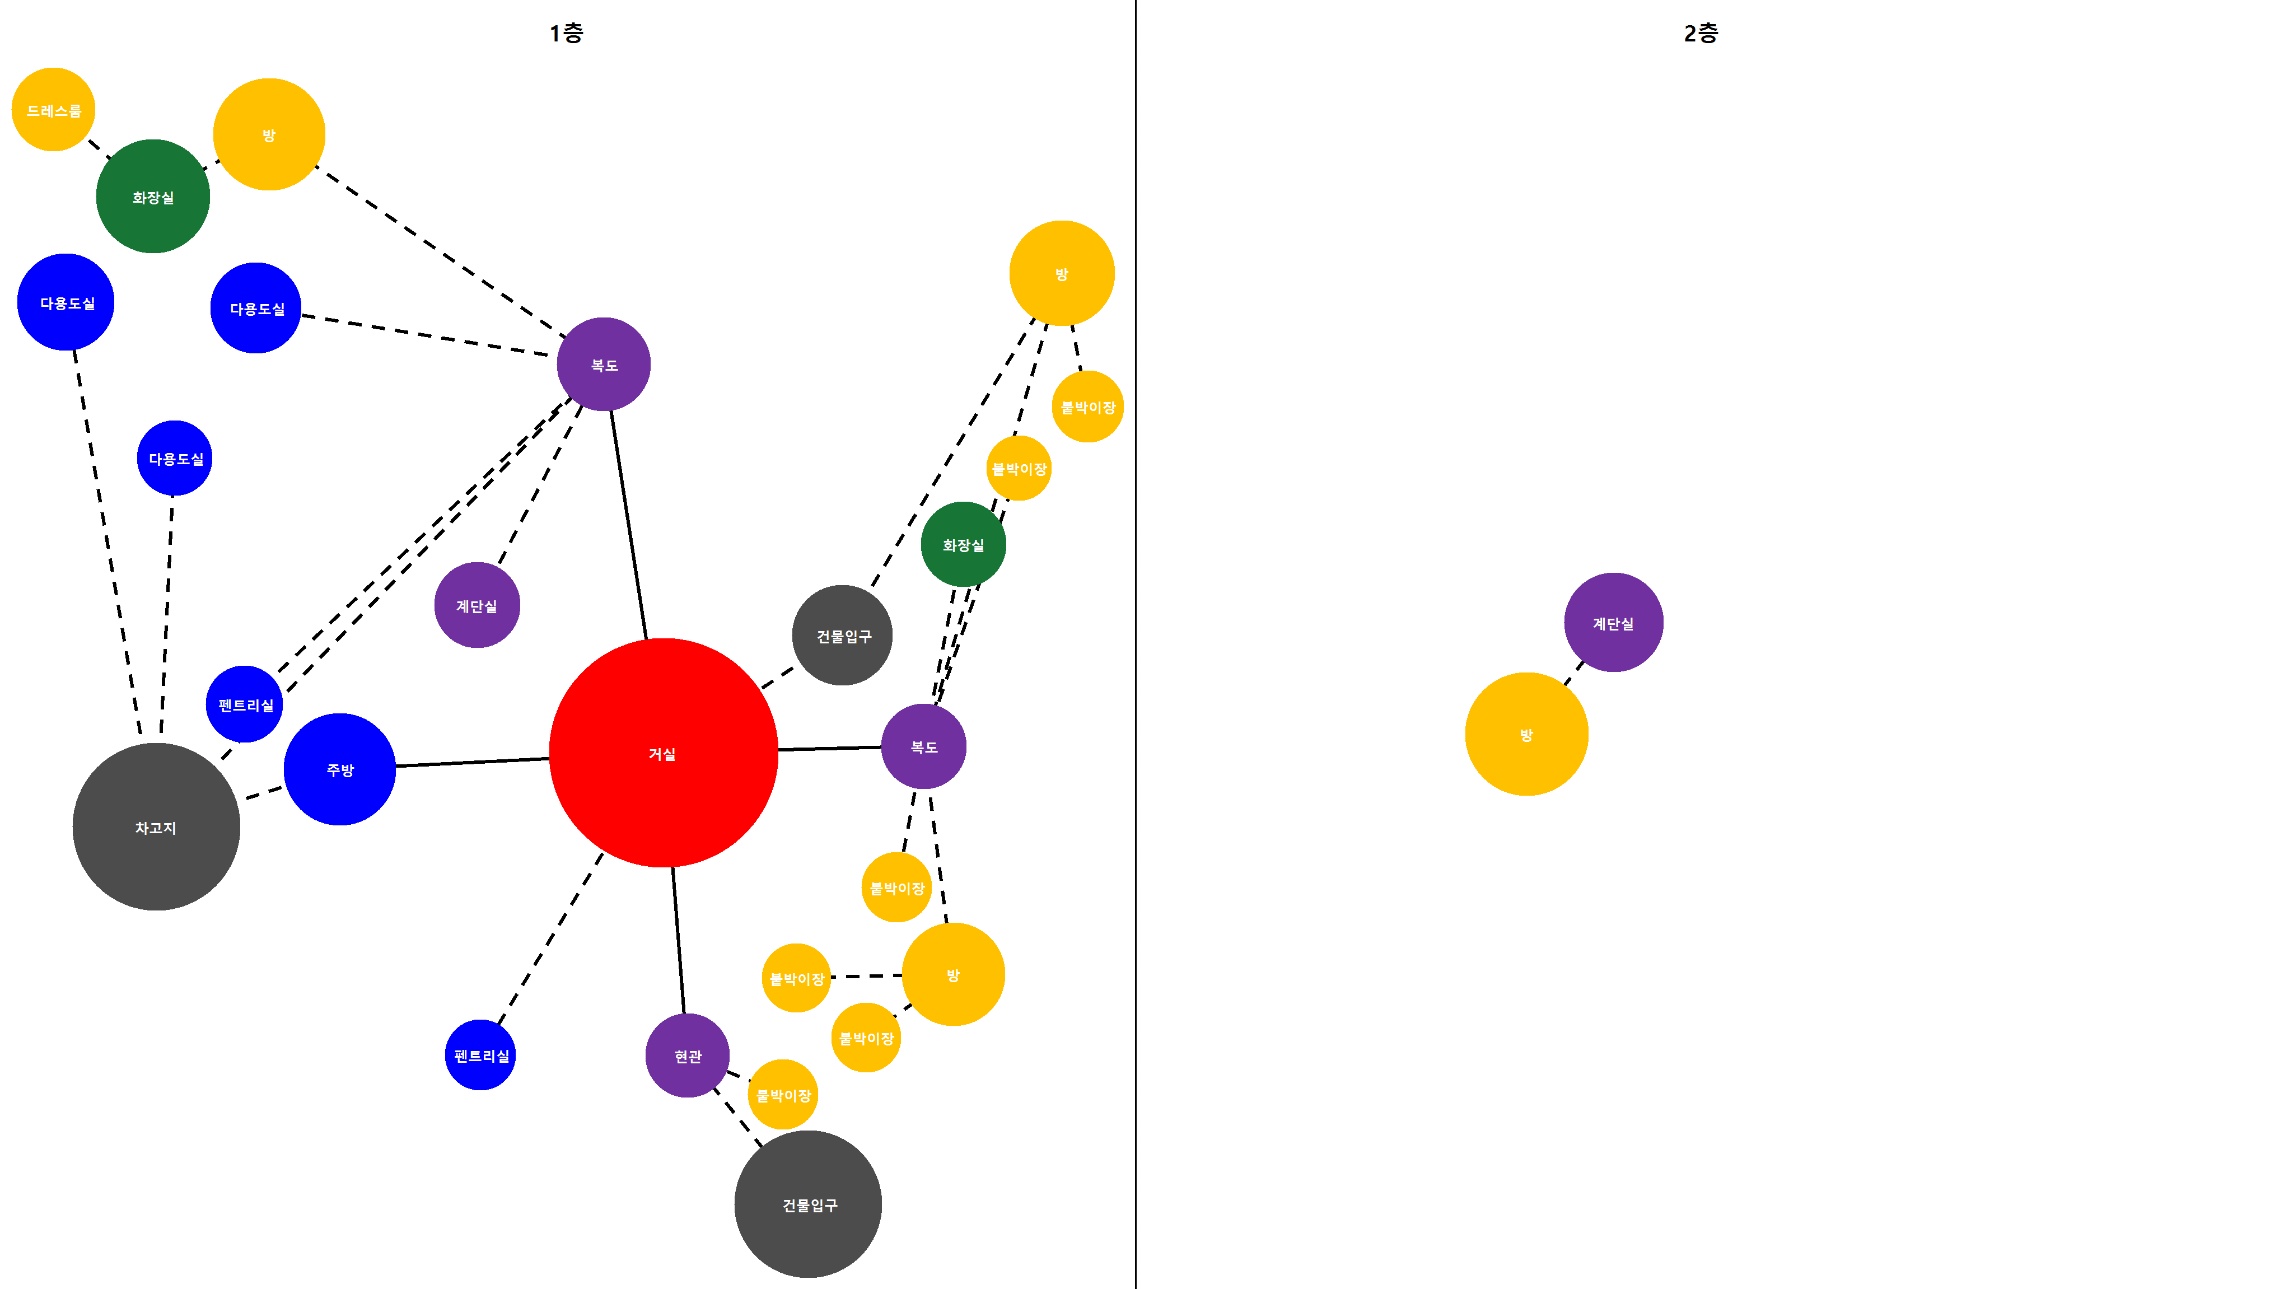 1층
2층
드레스룸
방
화장실
다용도실
다용도실
방
복도
붙박이장
다용도실
붙박이장
화장실
계단실
건물입구
계단실
펜트리실
방
주방
거실
복도
차고지
붙박이장
붙박이장
방
붙박이장
펜트리실
현관
붙박이장
건물입구